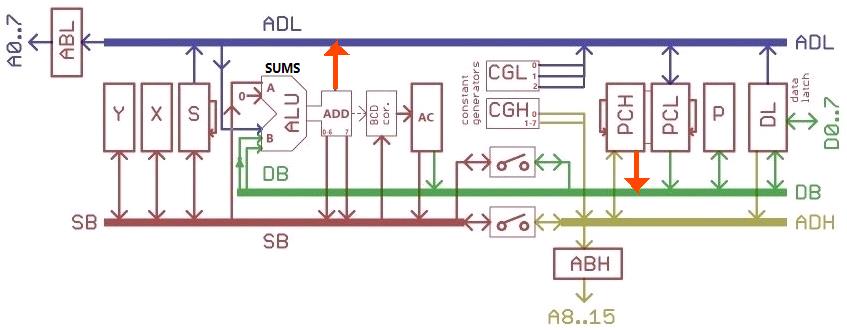 ADL
A0..7
ABL
ADL
SUMS
Y
X
S
0
A
B
ALU
ADD
0-6 7
BCD
cor.
AC
constant
generators
CGL
0
1
2
CGH
0
1-7
PCH
PCL
P
DL
data
latch
D0..7
DB
DB
SB
SB
ADH
ABH
A8..15